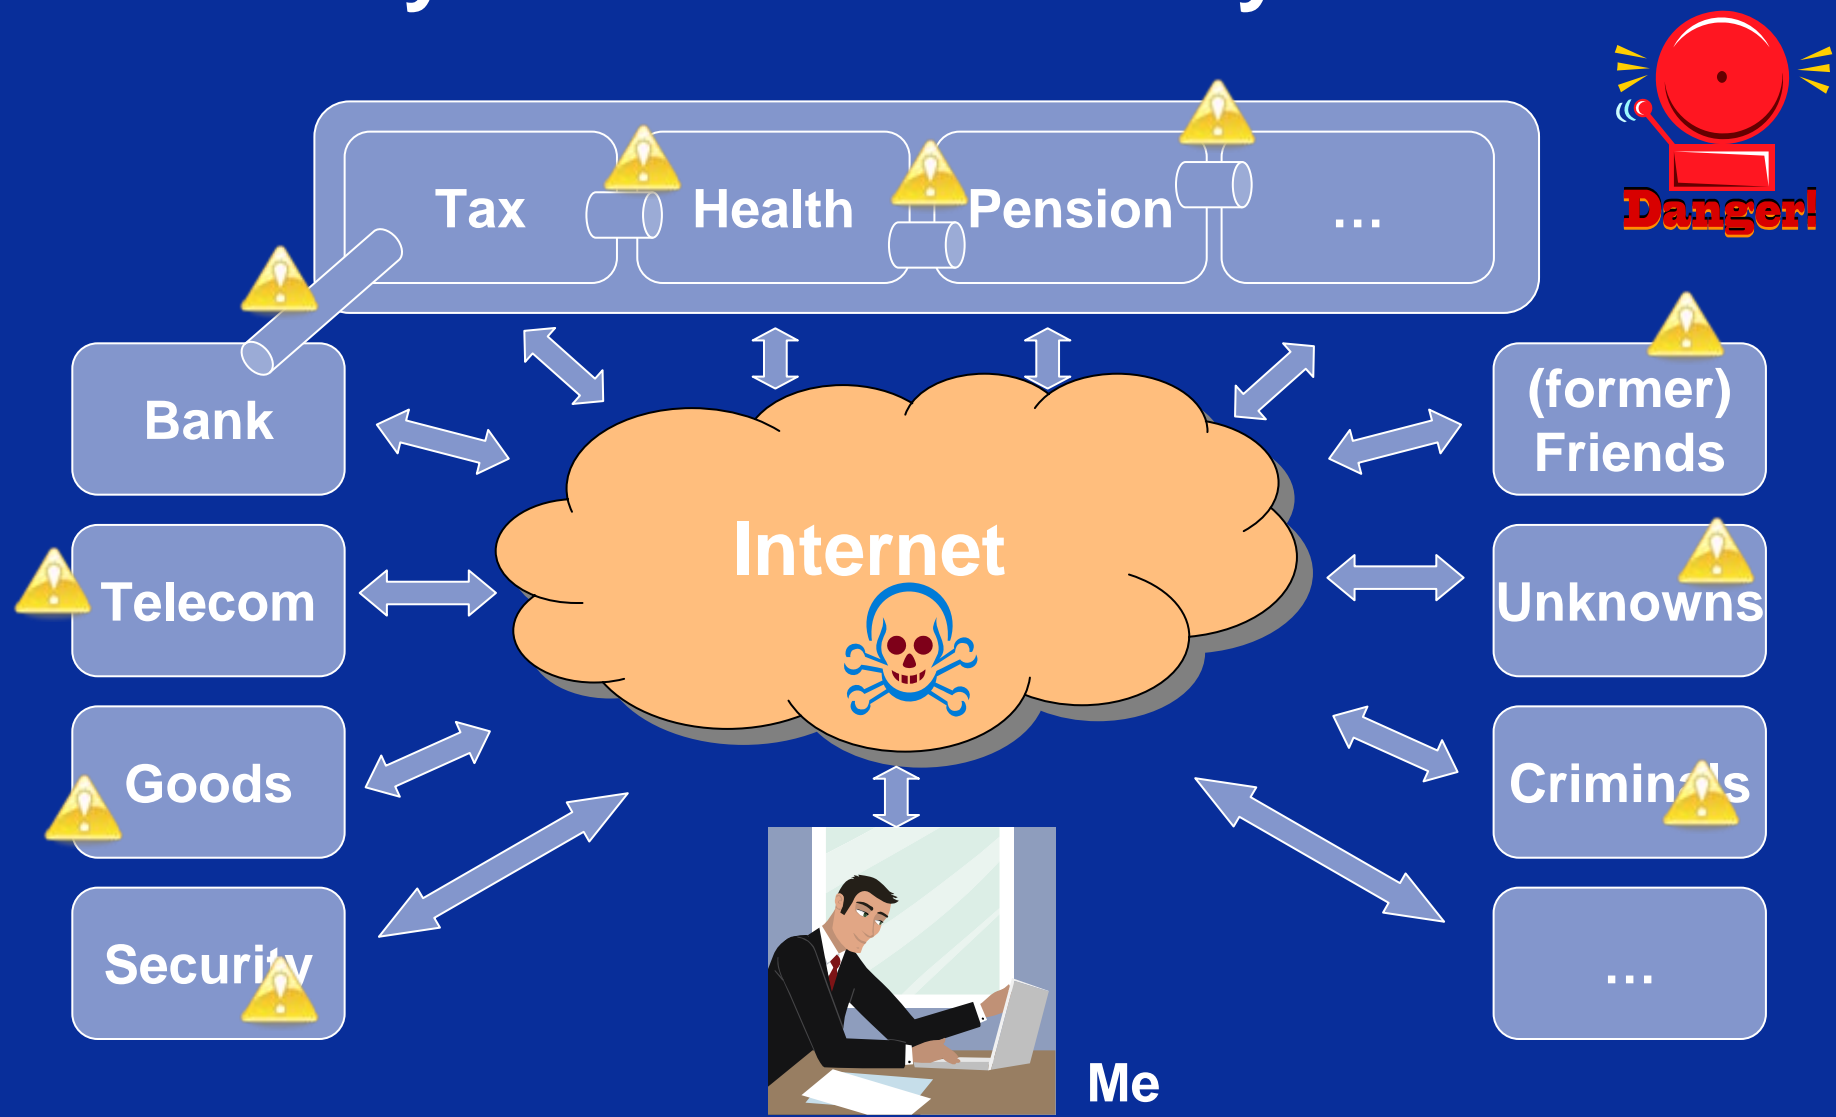 Danger!
Tax
Health
Pension
…
Bank
(former)
Friends
Internet
Telecom
Unknowns
Goods
Criminals
Security
…
Me